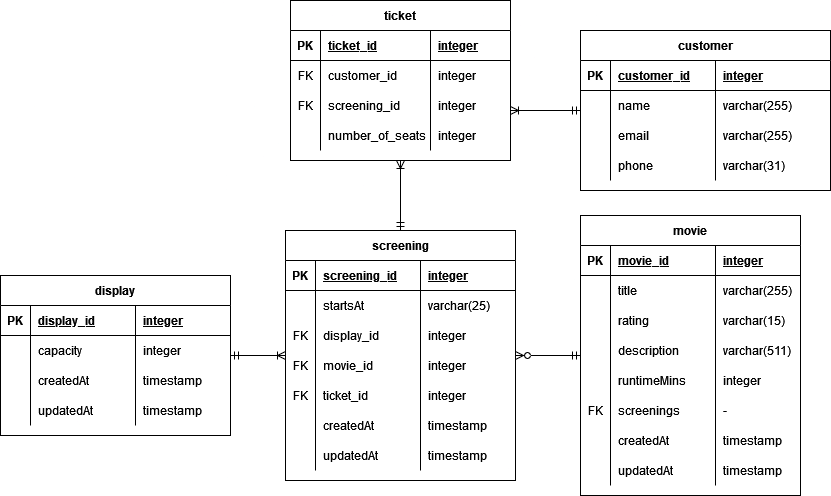 ticket
PK ticket_id integer
FK customer_id integer
FK screening_id integer
number_of_seats integer
customer
PK customer_id integer
name varchar(255)
email varchar(255)
phone varchar(31)
screening
PK screening_id integer
startsAt varchar(25)
FK display_id integer
FK movie_id integer
FK ticket_id integer
createdAt timestamp
updatedAt timestamp
movie
PK movie_id integer
title varchar(255)
rating varchar(15)
description varchar(511)
runtimeMins integer
FK screenings -
createdAt timestamp
updatedAt timestamp
display
PK display_id integer
capacity integer
createdAt timestamp
updatedAt timestamp